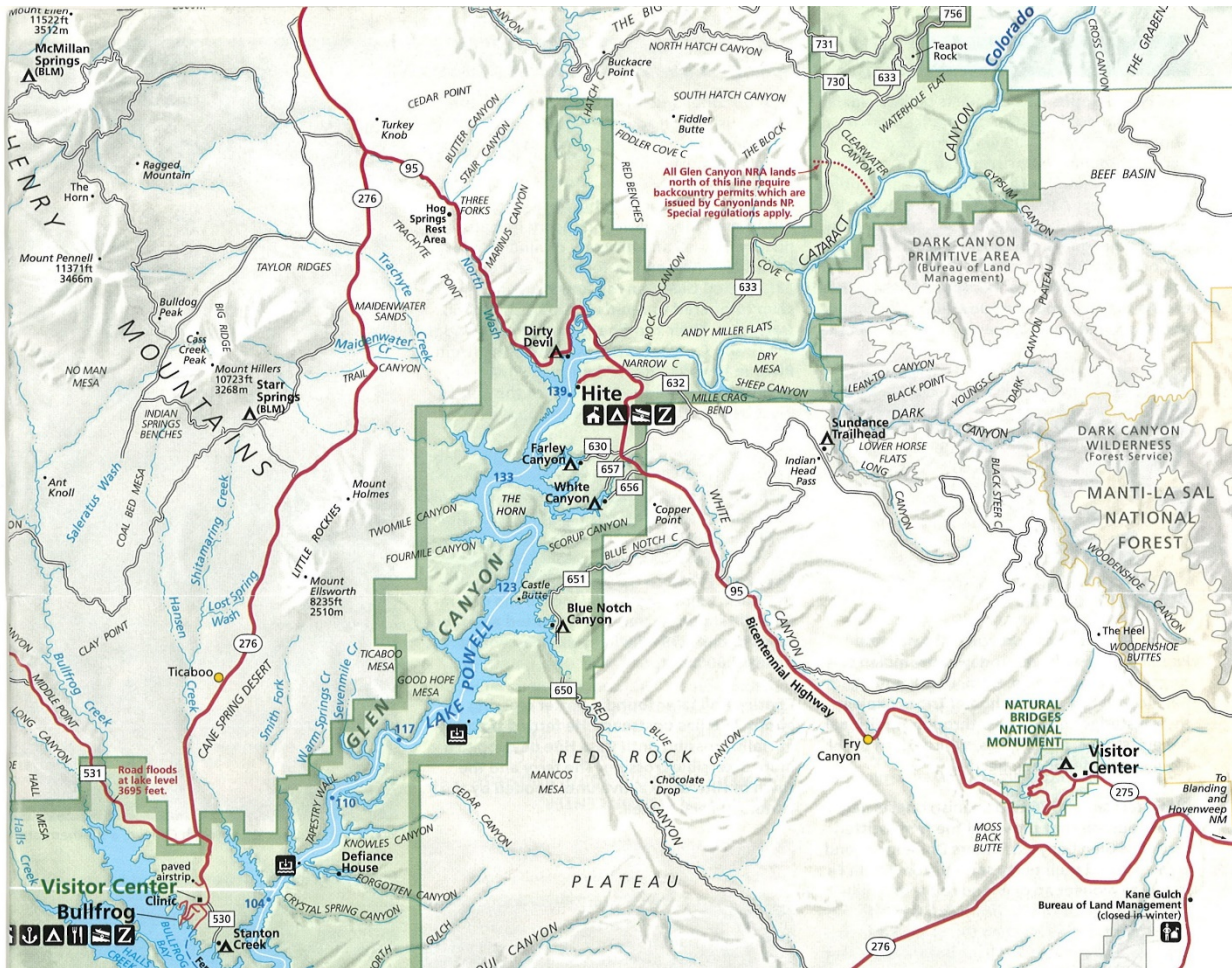 Mount Ellen
11522ft
3512m
McMillan
Springs
(BLM)
HENRY
MOUNTAINS
Ragged
Mountain
The
Horn
Mount Pennell
11371ft
3466m
TAYLOR RIDGES
Bulldog
Peak
BIG RIDGE
Cass
Creek
Peak
Mount Hillers
10723ft
3268m
NO MAN
MESA
INDIAN
SPRINGS
BENCHES
Starr
Springs
(BLM)
Ant
Knoll
Saleratus Wash
COAL BED MESA
Shitamaring Creek
LITTLE ROCKIES
Mount
Holmes
Lost Spring
Wash
Mount
Ellsworth
8235ft
2510m
CLAY POINT
Hansen
Creek
276
Ticaboo
CANE SPRING DESERT
Smith Fork
Warm Springs Cr
Sevenmile Cr
Bullfrog
Creek
CANYON
MIDDLE POINT
LONG CANYON
531
Road floods
at lake level
3695 feet.
HALL
MESA
Halls
Creek
paved
airstrip
Visitor Center
Clinic
Bullfrog
530
Stanton
Creek
BULLFROG
BAY
HALLS
CREEK
104
CRYSTAL SPRING CANYON
FORGOTTEN CANYON
Defiance
House
KNOWLES CANYON
TAPESTRY WALL
110
CEDAR CANYON
117
GLEN CANYON
LAKE POWELL
GOOD HOPE
MESA
TICABOO
MESA
CEDAR POINT
Turkey
Knob
95
276
BUTTER CANYON
STAIR CANYON
THREE
FORKS
Hog
Springs
Rest
Area
TRACHYTE
POINT
MARINUS CANYON
North
Wash
Trachyte
Creek
MAIDENWATER
SANDS
Maidenwater
Cr
TRAIL CANYON
THE BIG
CANYON
NORTH HATCH CANYON
Buckacre
Point
HATCH C
SOUTH HATCH CANYON
Fiddler
Butte
FIDDLER COVE C
THE BLOCK
RED BENCHES
731
730
633
756
Teapot
Rock
Colorado
CROSS CANYON
THE GRABENS
WATERHOLE FLAT
CLEARWATER
CANYON
CATARACT
CANYON
GYPSUM CANYON
BEEF BASIN
All Glen Canyon NRA lands
north of this line require
backcountry permits which are
issued by Canyonlands NP.
Special regulations apply.
COVE C
633
ROCK CANYON
ANDY MILLER FLATS
DARK CANYON
PRIMITIVE AREA
(Bureau of Land
Management)
DARK CANYON PLATEAU
Dirty
Devil
NARROW C
DRY
MESA
SHEEP CANYON
632
MILLE CRAG
BEND
139
Hite
LEAN-TO CANYON
BLACK POINT
YOUNGS C
DARK CANYON
DARK
CANYON
Sundance
Trailhead
LOWER HORSE
FLATS
Indian
Head
Pass
LONG
CANYON
BLACK STEER C
DARK CANYON
WILDERNESS
(Forest Service)
MANTI-LA SAL
NATIONAL
FOREST
WOODENSHOE
CANYON
Farley
Canyon
630
657
656
White
Canyon
133
THE
HORN
TWOMILE CANYON
FOURMILE CANYON
SCORUP CANYON
Copper
Point
BLUE NOTCH C
WHITE
CANYON
123
Castle
Butte
651
Blue Notch
Canyon
95
Bicentennial Highway
The Heel
WOODENSHOE
BUTTES
650
RED
CANYON
BLUE
CANYON
RED ROCK
PLATEAU
MANCOS
MESA
Chocolate
Drop
Fry
Canyon
NATURAL
BRIDGES
NATIONAL
MONUMENT
Visitor
Center
275
To
Blanding
and
Hovenweep
NM
MOSS
BACK
BUTTE
Kane Gulch
Bureau of Land Management
(closed in winter)
276
GULCH
CANYON